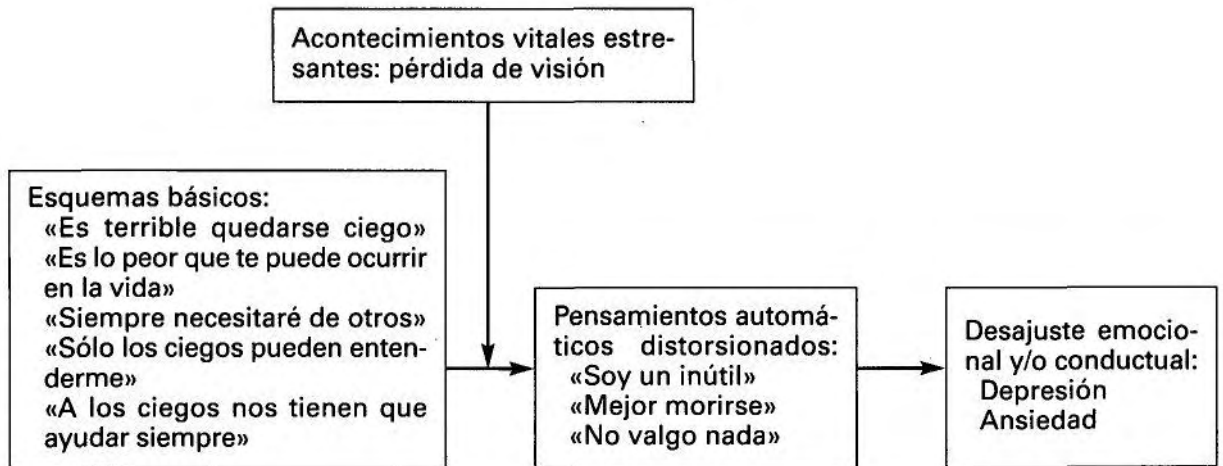 Acontecimientos vitales estre-
santes: pérdida de visión
Esquemas básicos:
«Es terrible quedarse ciego»
«Es lo peor que te puede ocurrir
en la vida»
«Siempre necesitaré de otros»
«Sólo los ciegos pueden enten-
derme»
«A los ciegos nos tienen que
ayudar siempre»
Pensamientos automá-
ticos distorsionados:
«Soy un inútil»
«Mejor morirse»
«No valgo nada»
Desajuste emocio-
nal y/o conductual:
Depresión
Ansiedad